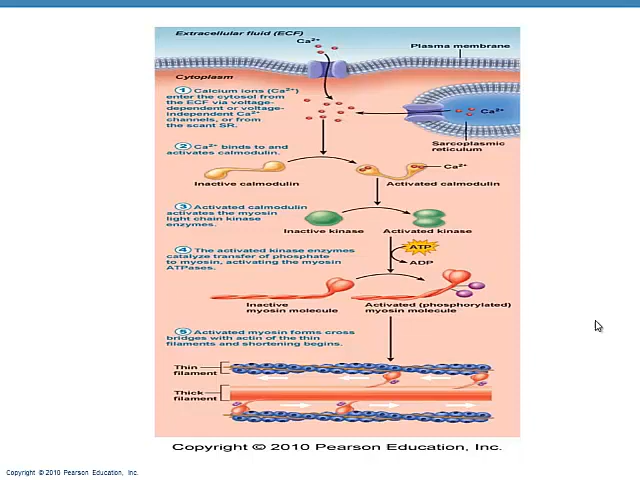 Extracellular fluid (ECF)
Ca²⁺
Plasma membrane
Cytoplasm
1 Calcium ions (Ca²⁺)
enter the cytosol from
the ECF via voltage-
dependent or voltage-
independent Ca²⁺
channels, or from
the scant SR.
Ca²⁺
Sarcoplasmic
reticulum
2 Ca²⁺ binds to and
activates calmodulin.
Ca²⁺
Inactive calmodulin
Activated calmodulin
3 Activated calmodulin
activates the myosin
light chain kinase
enzymes.
Inactive kinase
Activated kinase
4 The activated kinase enzymes
catalyze transfer of phosphate
to myosin, activating the myosin
ATPases.
ATP
ADP
Inactive
myosin molecule
Activated (phosphorylated)
myosin molecule
5 Activated myosin forms cross
bridges with actin of the thin
filaments and shortening begins.
Thin
filament
Thick
filament
Copyright © 2010 Pearson Education, Inc.
Copyright © 2010 Pearson Education, Inc.